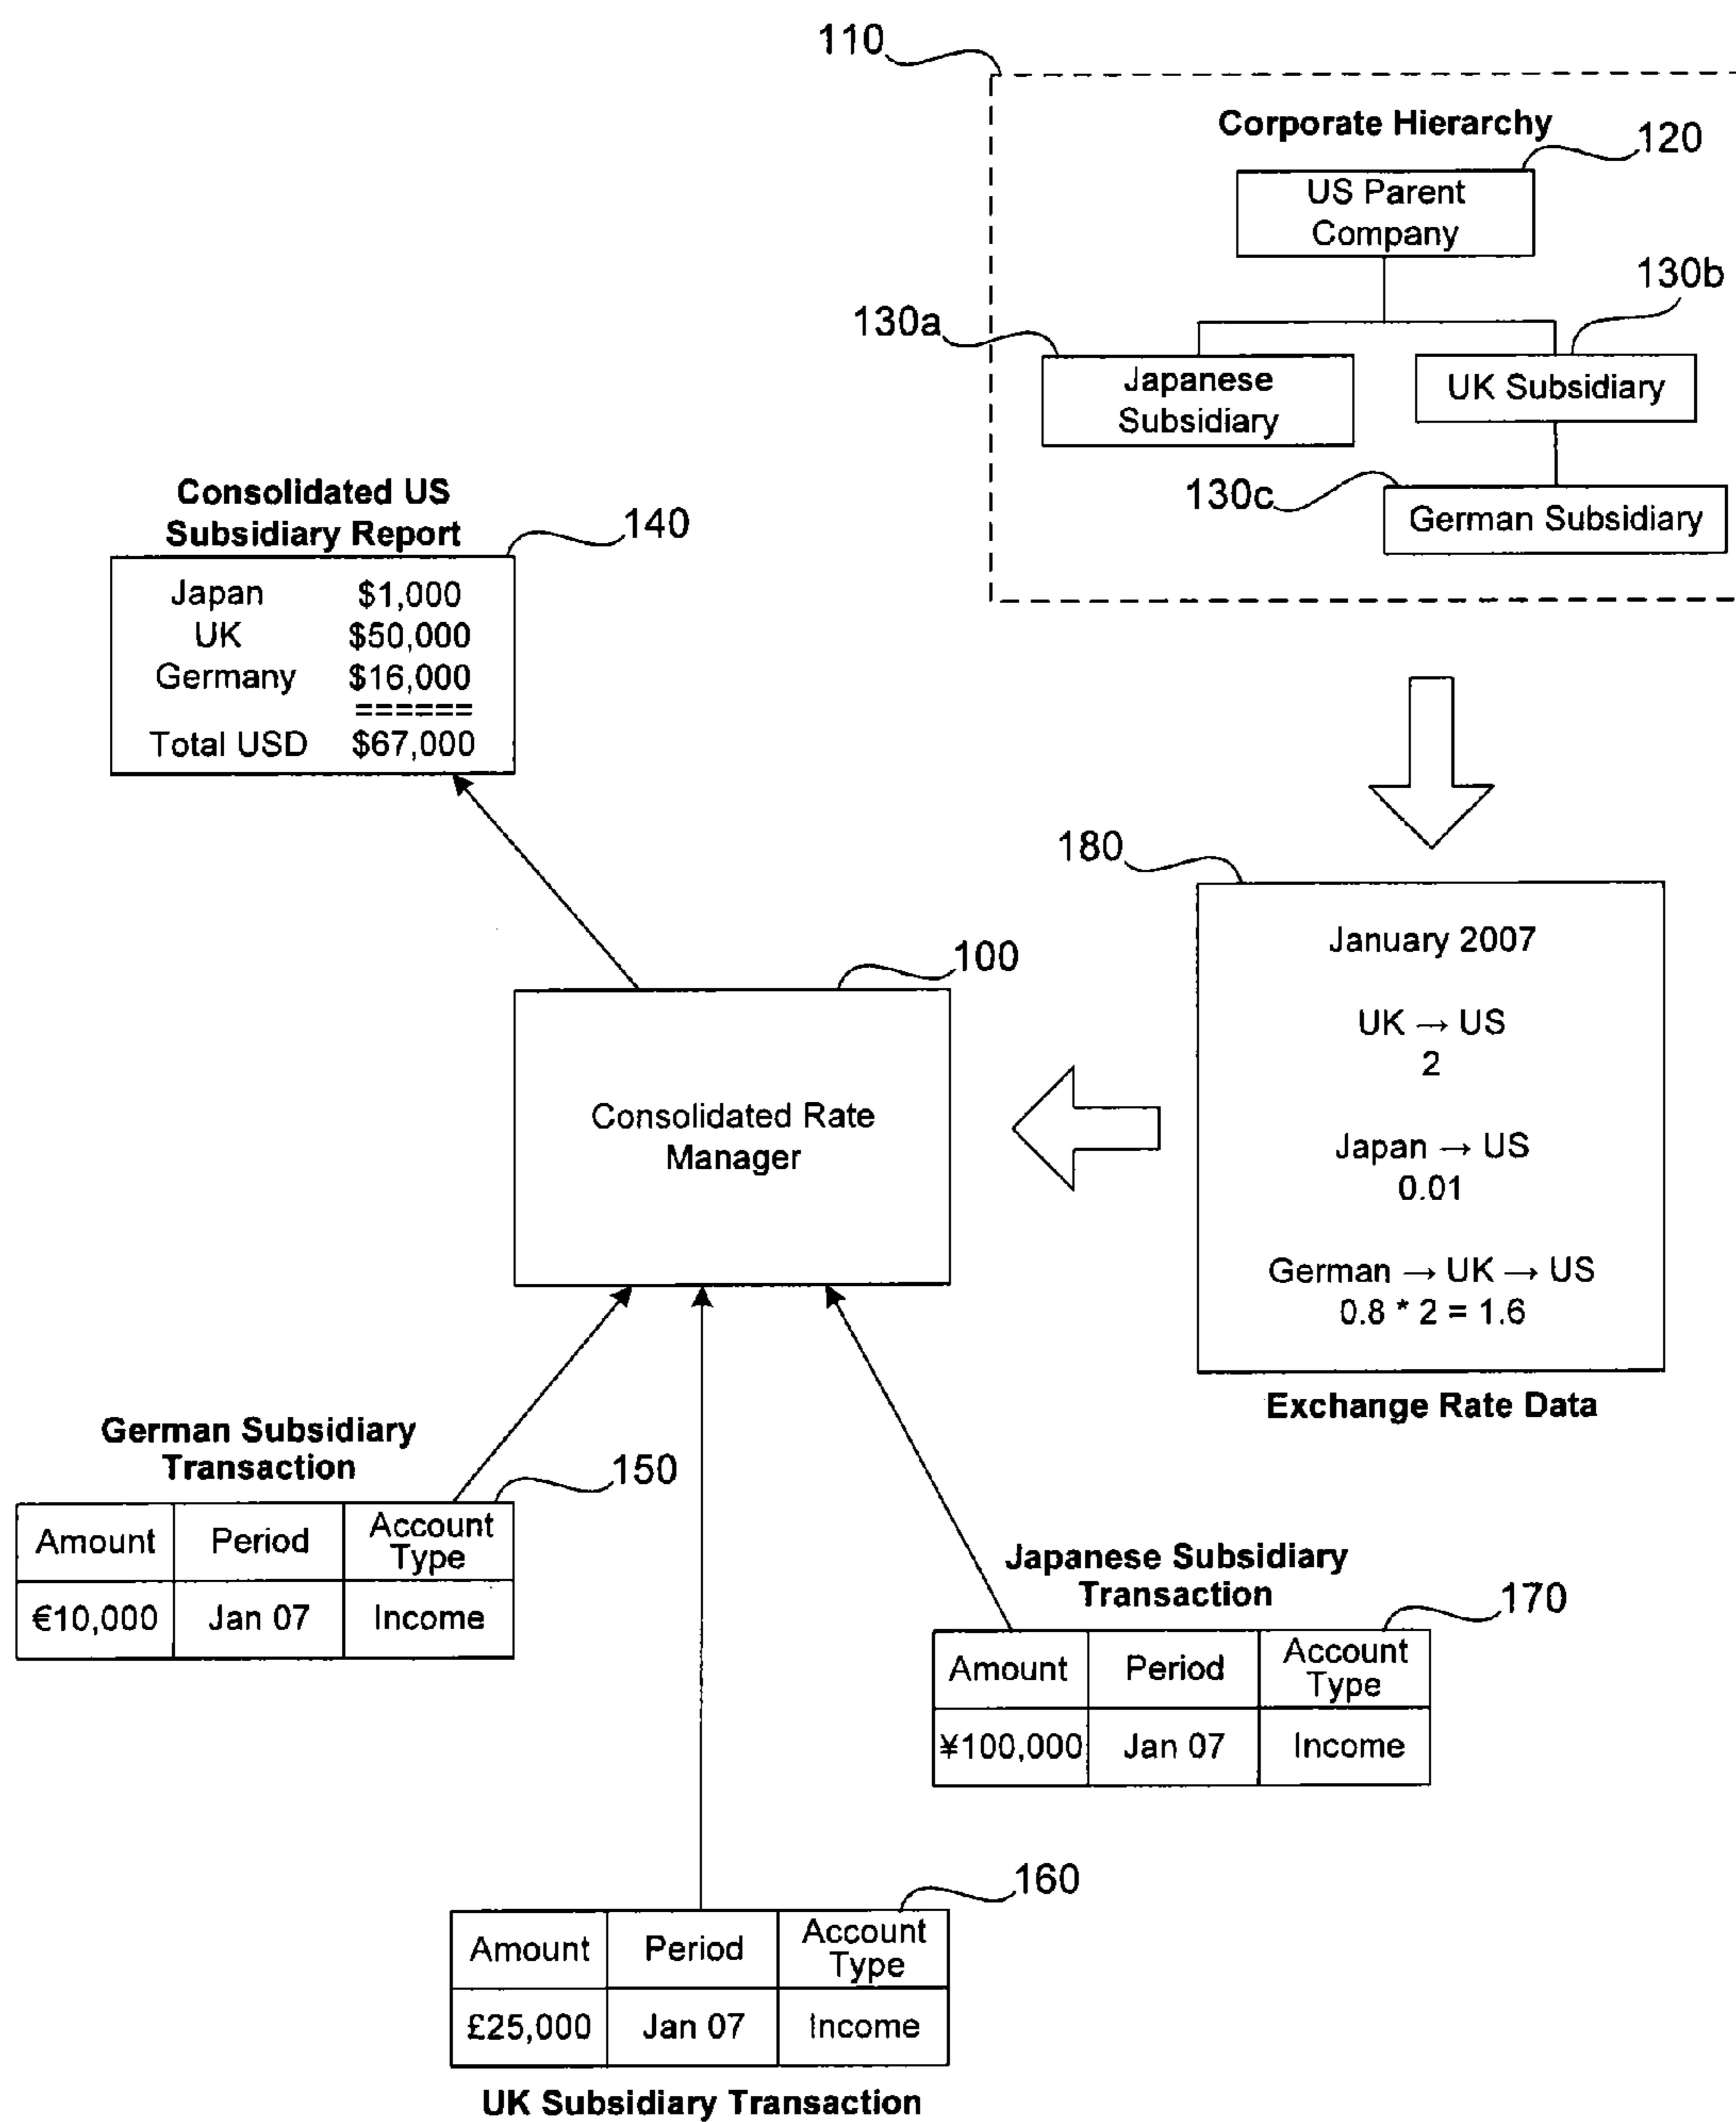 110
Corporate Hierarchy
120
US Parent
Company
130b
130a
Japanese
Subsidiary
UK Subsidiary
130c
German Subsidiary
Consolidated US
Subsidiary Report
140
Japan $1,000
UK $50,000
Germany $16,000
======
Total USD $67,000
180
January 2007
UK → US
2
Japan → US
0.01
German → UK → US
0.8 * 2 = 1.6
Exchange Rate Data
100
Consolidated Rate
Manager
German Subsidiary
Transaction
150
Amount Period Account Type
€10,000 Jan 07 Income
Japanese Subsidiary
Transaction
170
Amount Period Account Type
¥100,000 Jan 07 Income
160
Amount Period Account Type
£25,000 Jan 07 Income
UK Subsidiary Transaction